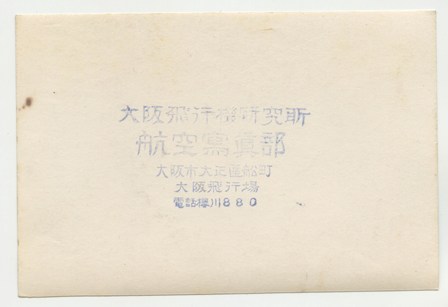 大阪飛行機研究所
航空寫眞部
大阪市大正區船町
大阪飛行場
電話櫻川880